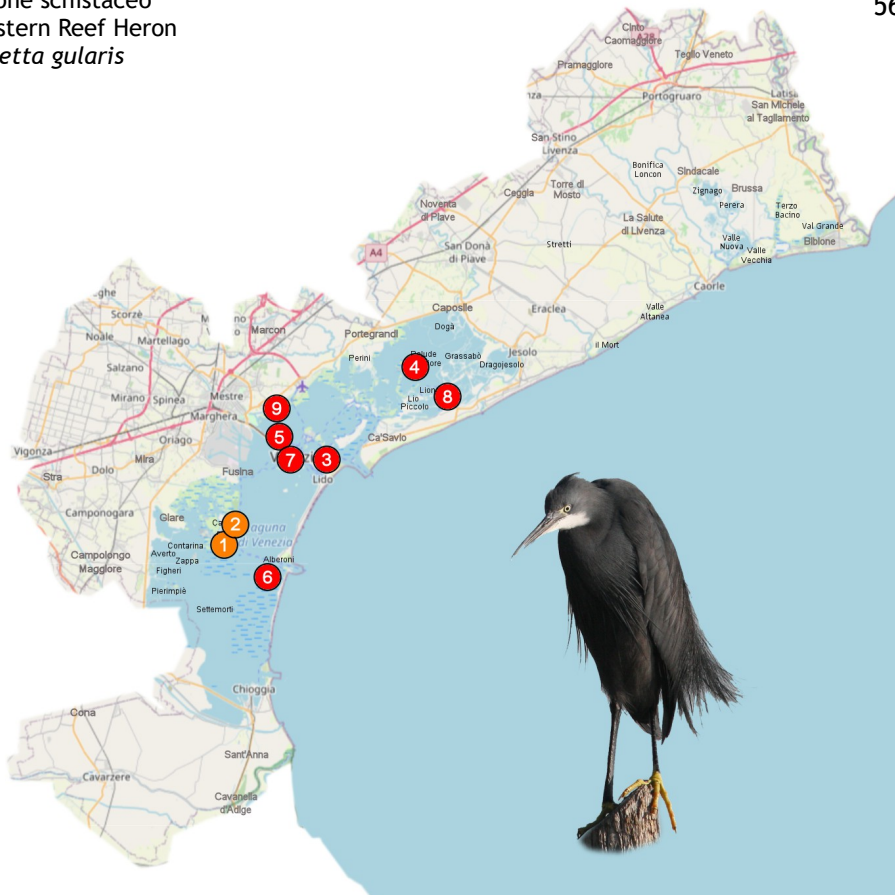 one schistaceo
stern Reef Heron
etta gularis
56
Cinto
Caomaggiore
A28
Teglio Veneto
Pramaggiore
nza
Portogruaro
Latisa
San Michele
al Tagliamento
San Stino
Livenza
Bonifica
Loncon
Sindacale
Zignago
Brussa
Perera
Terzo
Bacino
Val Grande
Bibione
Valle
Nuova
Valle
Vecchia
Noventa
di Piave
Ceggia
Torre di
Mosto
La Salute
di Livenza
A4
San Donà
di Piave
Stretti
Caorle
Valle
Altanea
Eraclea
il Mort
Caposile
Dogà
Portegrandi
Perini
Grassabò
Jesolo
Dragojesolo
4
Lio
Piccolo
8
Ca'Savio
Scorzè
Noale
Martellago
Marcon
Salzano
Mirano
Spinea
Mestre
Marghera
9
5
7
3
Lido
Oriago
Vigonza
Mira
Dolo
Stra
Fusina
Camponogara
Giare
2
1
Laguna
di Venezia
Contarina
Averto
Zappa
Figheri
Campolongo
Maggiore
Pierimpiè
Alberoni
6
Settemorti
Chioggia
Cona
Sant'Anna
Cavarzere
Cavanella
d'Adige